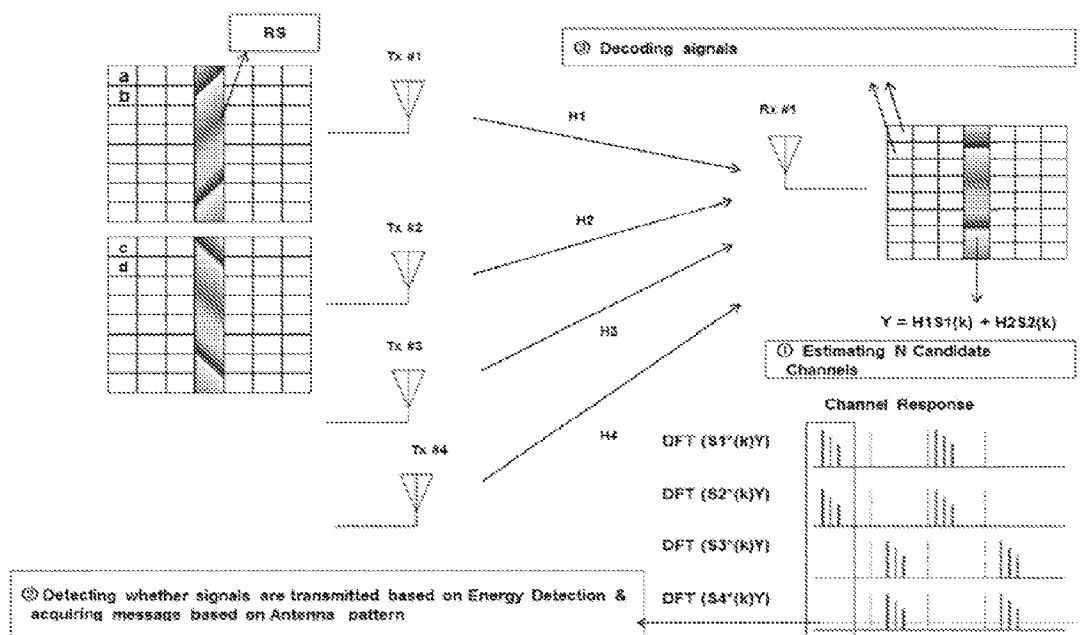 RS
③ Decoding signals
Tx #1
a
b
H1
Rx #1
Tx #2
H2
c
d
Y = H1S1(k) + H2S2(k)
H3
Tx #3
① Estimating N Candidate
Channels
Channel Response
H4
DFT (S1*(k)Y)
Tx #4
DFT (S2*(k)Y)
DFT (S3*(k)Y)
② Detecting whether signals are transmitted based on Energy Detection &
acquiring message based on Antenna pattern
DFT (S4*(k)Y)